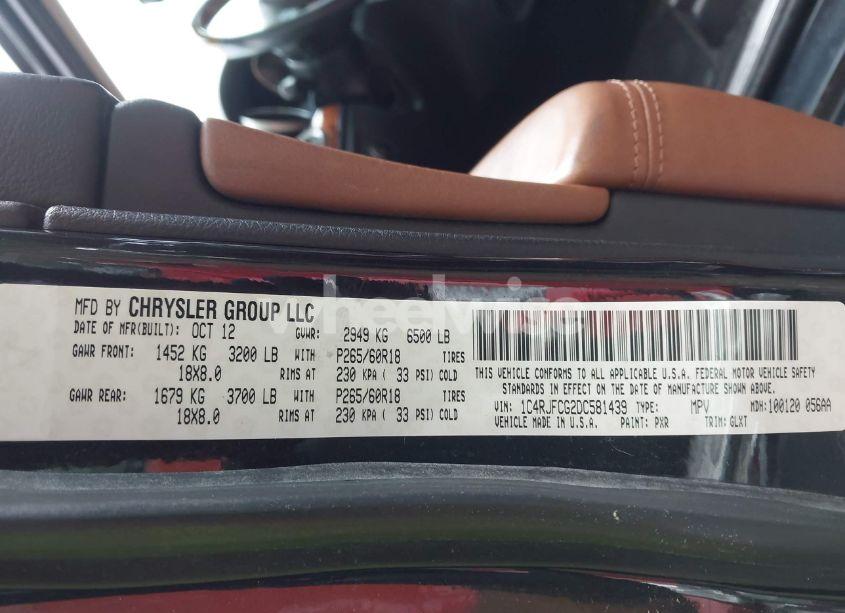 MFD BY CHRYSLER GROUP LLC
DATE OF MFR(BUILT): OCT 12 GVWR: 2949 KG 6500 LB
GAWR FRONT: 1452 KG 3200 LB WITH P265/60R18 TIRES
18X8.0 RIMS AT 230 KPA ( 33 PSI) COLD
GAWR REAR: 1679 KG 3700 LB WITH P265/60R18 TIRES
18X8.0 RIMS AT 230 KPA ( 33 PSI) COLD
THIS VEHICLE CONFORMS TO ALL APPLICABLE U.S.A. FEDERAL MOTOR VEHICLE SAFETY
STANDARDS IN EFFECT ON THE DATE OF MANUFACTURE SHOWN ABOVE.
VIN: 1C4RJFCG2DC581439 TYPE: MPV MDH:100120 056AA
VEHICLE MADE IN U.S.A. PAINT: PXR TRIM: GLXT
wheelwise